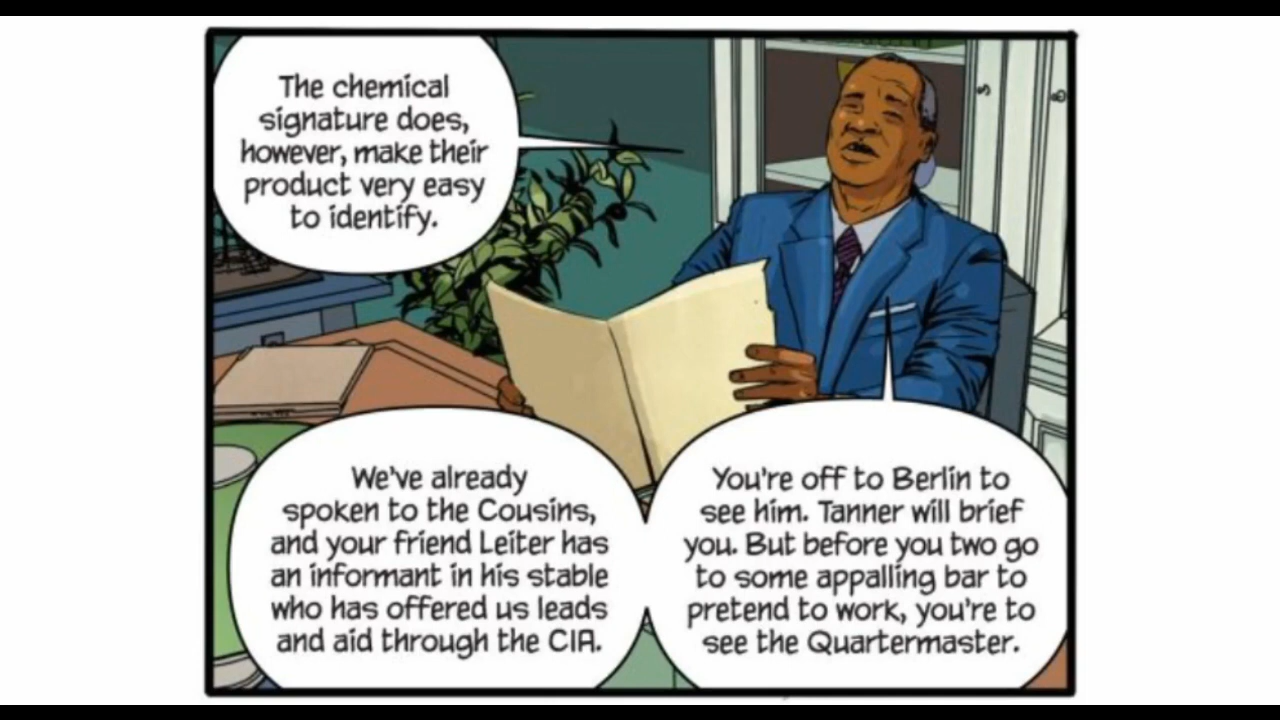 The chemical
signature does,
however, make their
product very easy
to identify.
We've already
spoken to the Cousins,
and your friend Leiter has
an informant in his stable
who has offered us leads
and aid through the CIA.
You're off to Berlin to
see him. Tanner will brief
you. But before you two go
to some appalling bar to
pretend to work, you're to
see the Quartermaster.